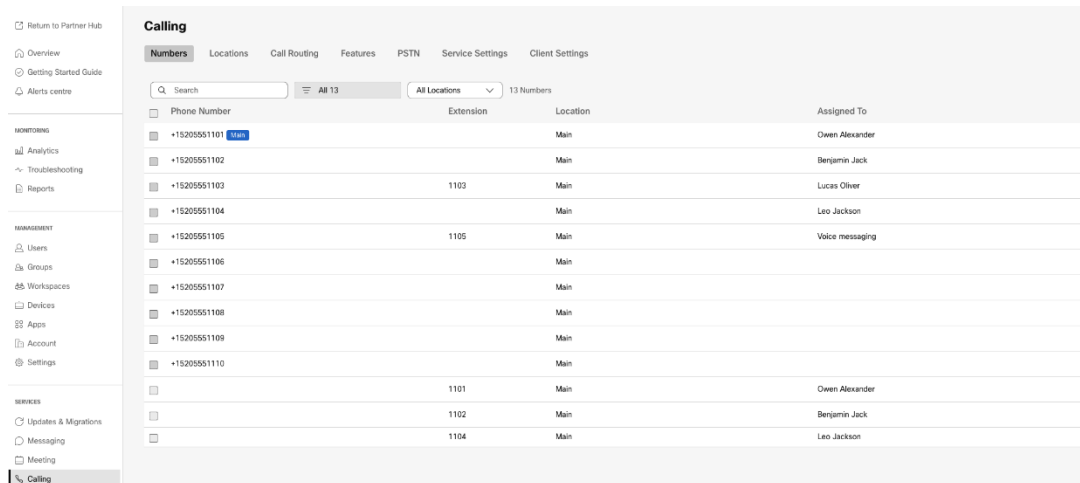 Return to Partner Hub
Overview
Getting Started Guide
Alerts centre
MONITORING
Analytics
Troubleshooting
Reports
MANAGEMENT
Users
Groups
Workspaces
Devices
Apps
Account
Settings
SERVICES
Updates & Migrations
Messaging
Meeting
Calling
Calling
Numbers Locations Call Routing Features PSTN Service Settings Client Settings
Search All 13 All Locations 13 Numbers
Phone Number Extension Location Assigned To
+15205551101 Main Main Owen Alexander
+15205551102 Main Benjamin Jack
+15205551103 1103 Main Lucas Oliver
+15205551104 Main Leo Jackson
+15205551105 1105 Main Voice messaging
+15205551106 Main
+15205551107 Main
+15205551108 Main
+15205551109 Main
+15205551110 Main
1101 Main Owen Alexander
1102 Main Benjamin Jack
1104 Main Leo Jackson